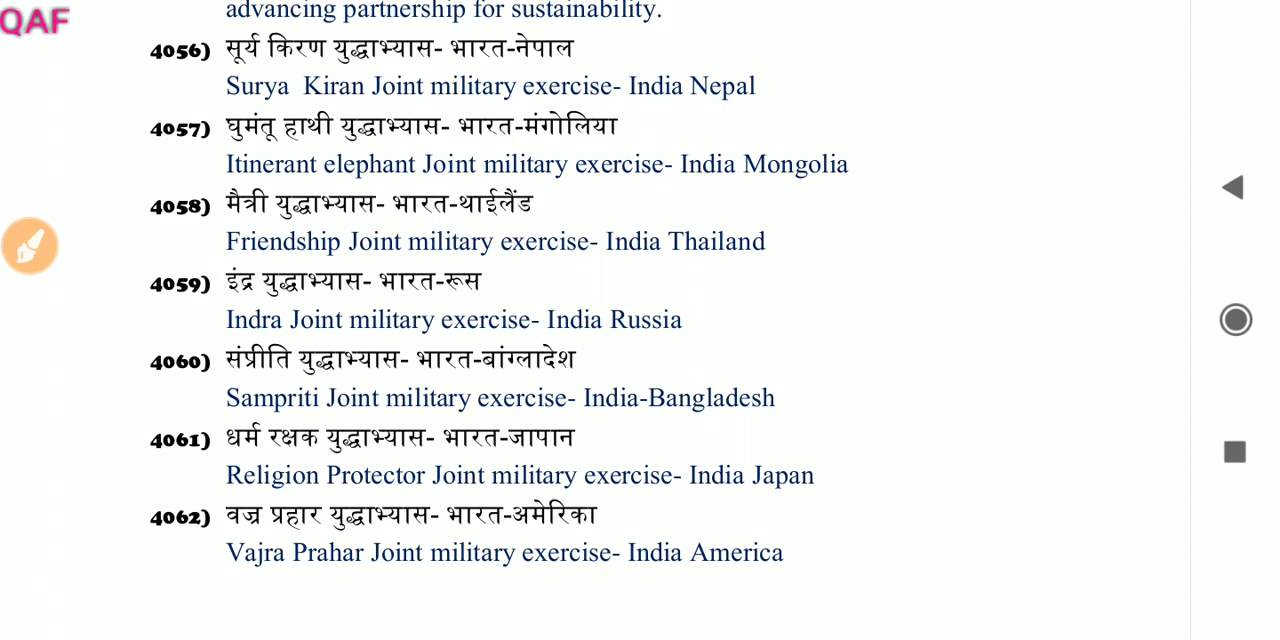 QAF
advancing partnership for sustainability.
4056) सूर्य किरण युद्धाभ्यास- भारत-नेपाल
Surya Kiran Joint military exercise- India Nepal
4057) घुमंतू हाथी युद्धाभ्यास- भारत-मंगोलिया
Itinerant elephant Joint military exercise- India Mongolia
4058) मैत्री युद्धाभ्यास- भारत-थाईलैंड
Friendship Joint military exercise- India Thailand
4059) इंद्र युद्धाभ्यास- भारत-रूस
Indra Joint military exercise- India Russia
4060) संप्रीति युद्धाभ्यास- भारत-बांग्लादेश
Sampriti Joint military exercise- India-Bangladesh
4061) धर्म रक्षक युद्धाभ्यास- भारत-जापान
Religion Protector Joint military exercise- India Japan
4062) वज्र प्रहार युद्धाभ्यास- भारत-अमेरिका
Vajra Prahar Joint military exercise- India America